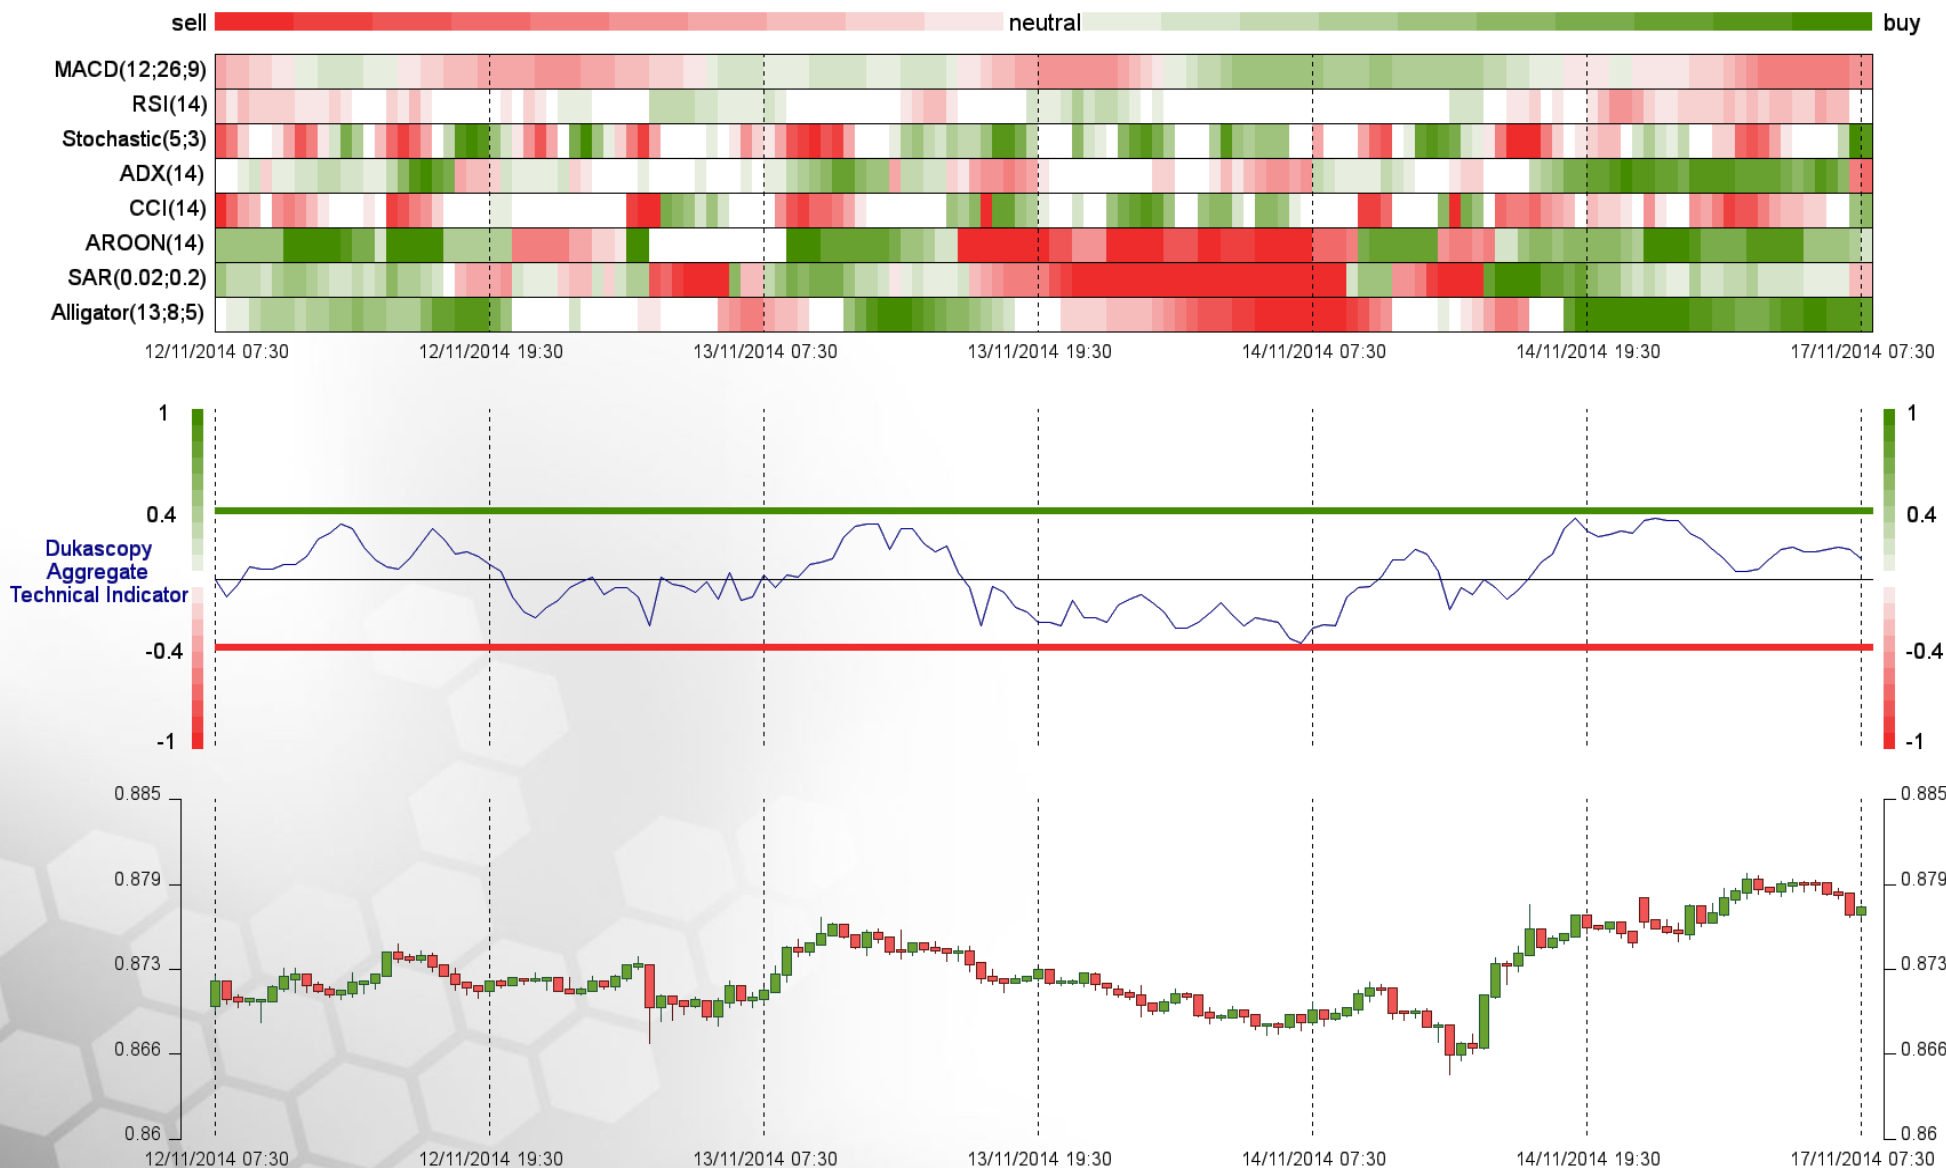 sell neutral buy
MACD(12;26;9)
RSI(14)
Stochastic(5;3)
ADX(14)
CCI(14)
AROON(14)
SAR(0.02;0.2)
Alligator(13;8;5)
12/11/2014 07:30 12/11/2014 19:30 13/11/2014 07:30 13/11/2014 19:30 14/11/2014 07:30 14/11/2014 19:30 17/11/2014 07:30
1 1
0.4 0.4
Dukascopy
Aggregate
Technical Indicator
-0.4 -0.4
-1 -1
0.885 0.885
0.879 0.879
0.873 0.873
0.866 0.866
0.86 0.86
12/11/2014 07:30 12/11/2014 19:30 13/11/2014 07:30 13/11/2014 19:30 14/11/2014 07:30 14/11/2014 19:30 17/11/2014 07:30